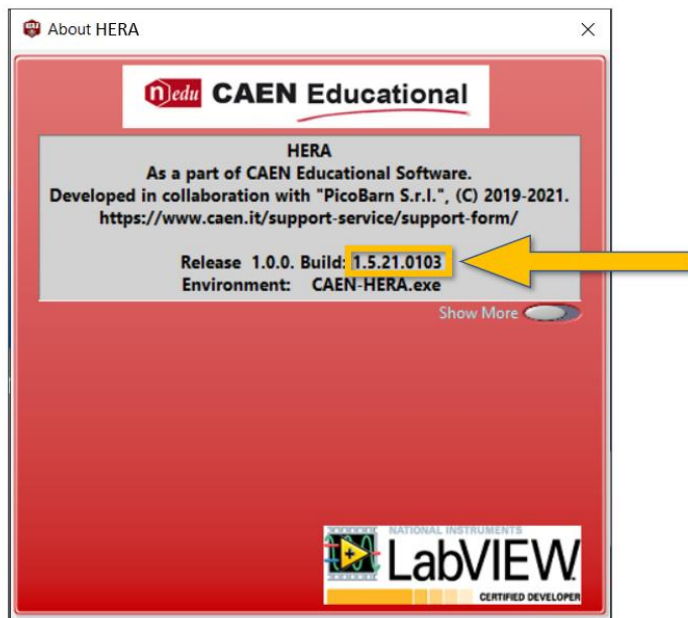 About HERA
n edu CAEN Educational
HERA
As a part of CAEN Educational Software.
Developed in collaboration with "PicoBarn S.r.l.", (C) 2019-2021.
https://www.caen.it/support-service/support-form/
Release 1.0.0. Build: 1.5.21.0103
Environment: CAEN-HERA.exe
Show More
NATIONAL INSTRUMENTS
LabVIEW
CERTIFIED DEVELOPER